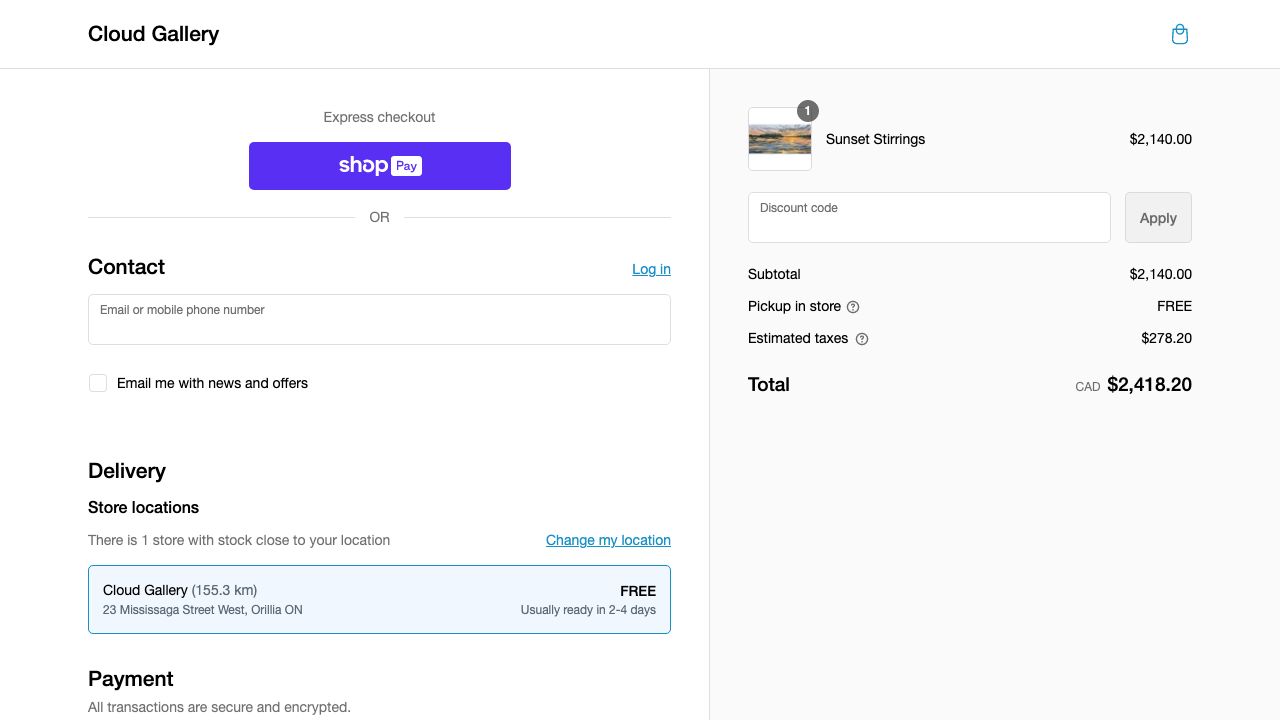 Cloud Gallery
Express checkout
shop Pay
OR
Contact
Log in
Email or mobile phone number
Email me with news and offers
Delivery
Store locations
There is 1 store with stock close to your location
Change my location
Cloud Gallery (155.3 km)
FREE
23 Mississaga Street West, Orillia ON
Usually ready in 2-4 days
Payment
All transactions are secure and encrypted.
1
Sunset Stirrings
$2,140.00
Discount code
Apply
Subtotal
$2,140.00
Pickup in store
FREE
Estimated taxes
$278.20
Total
CAD $2,418.20